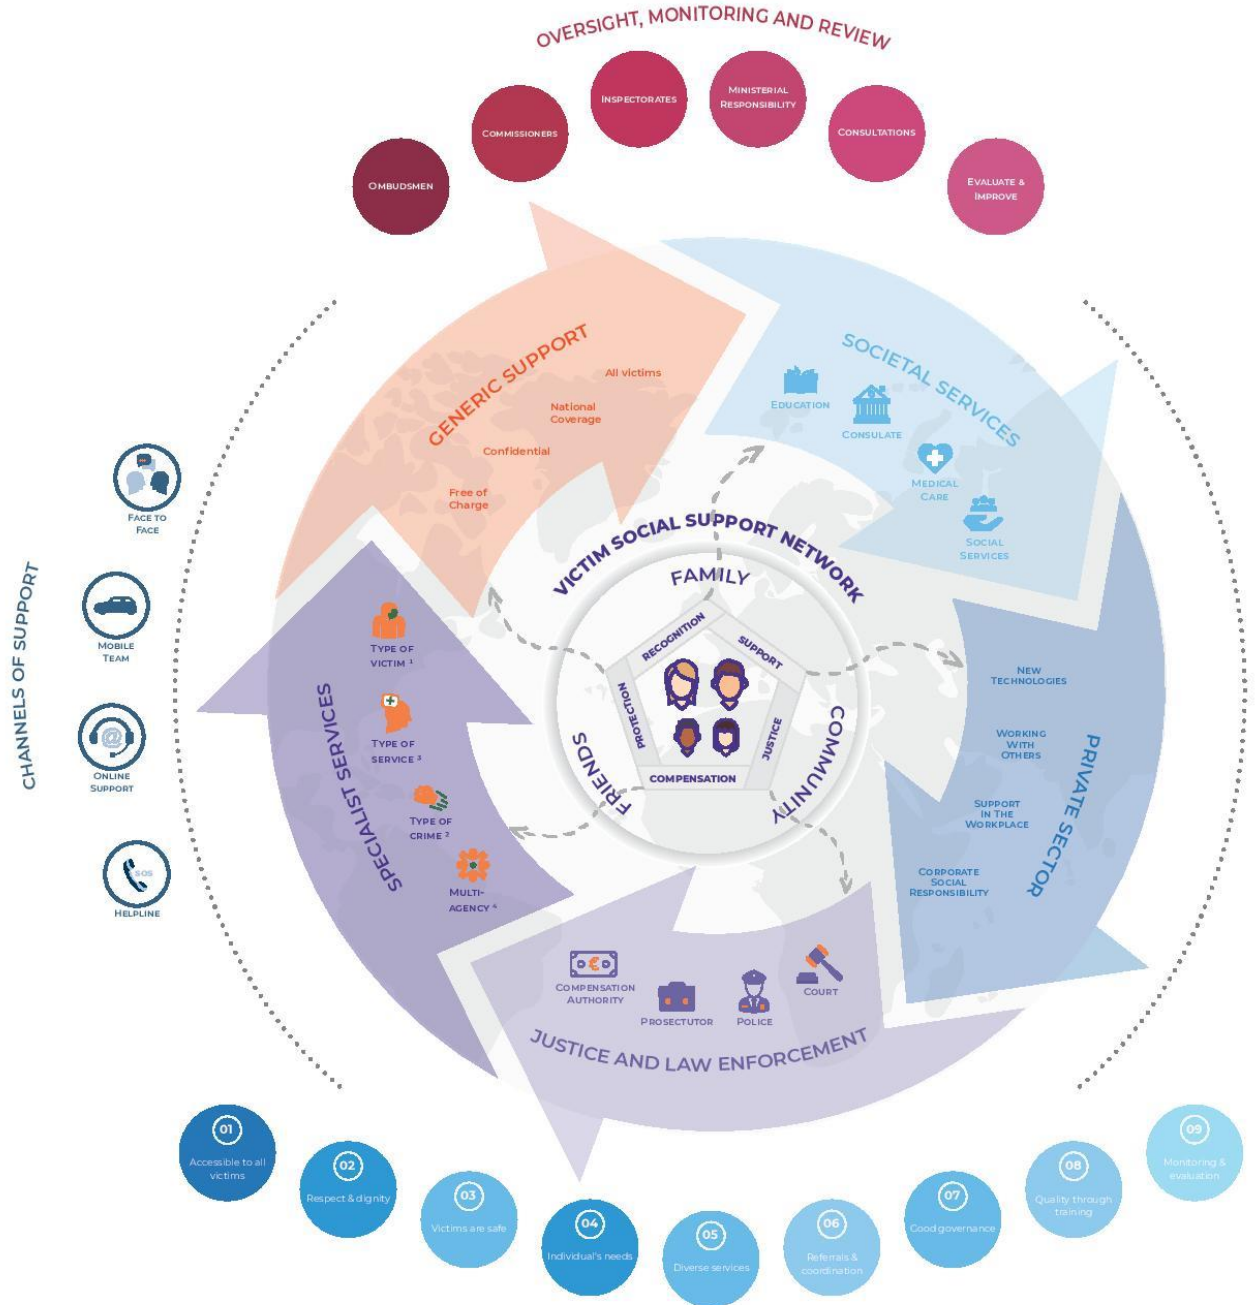 OVERSIGHT, MONITORING AND REVIEW
OMBUDSMEN
COMMISSIONERS
INSPECTORATES
MINISTERIAL
RESPONSIBILITY
CONSULTATIONS
EVALUATE &
IMPROVE
GENERIC SUPPORT
All victims
National
Coverage
Confidential
Free of
Charge
SOCIETAL SERVICES
EDUCATION
CONSULATE
MEDICAL
CARE
SOCIAL
SERVICES
CHANNELS OF SUPPORT
FACE TO
FACE
MOBILE
TEAM
@
ONLINE
SUPPORT
SOS
HELPLINE
VICTIM SOCIAL SUPPORT NETWORK
FAMILY
COMMUNITY
FRIENDS
RECOGNITION
SUPPORT
JUSTICE
COMPENSATION
PROTECTION
SPECIALIST SERVICES
TYPE OF
VICTIM ¹
TYPE OF
SERVICE ³
TYPE OF
CRIME ²
MULTI-
AGENCY ⁴
PRIVATE SECTOR
NEW
TECHNOLOGIES
WORKING
WITH
OTHERS
SUPPORT
IN THE
WORKPLACE
CORPORATE
SOCIAL
RESPONSIBILITY
€
COMPENSATION
AUTHORITY
PROSECTUTOR
POLICE
COURT
JUSTICE AND LAW ENFORCEMENT
01
Accessible to all
victims
02
Respect & dignity
03
Victims are safe
04
Individual's needs
05
Diverse services
06
Referrals &
coordination
07
Good governance
08
Quality through
training
09
Monitoring &
evaluation